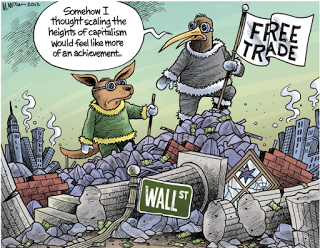 Somehow I
thought scaling the
heights of capitalism
would feel like more
of an achievement..
FREE
TRADE
WALL ST